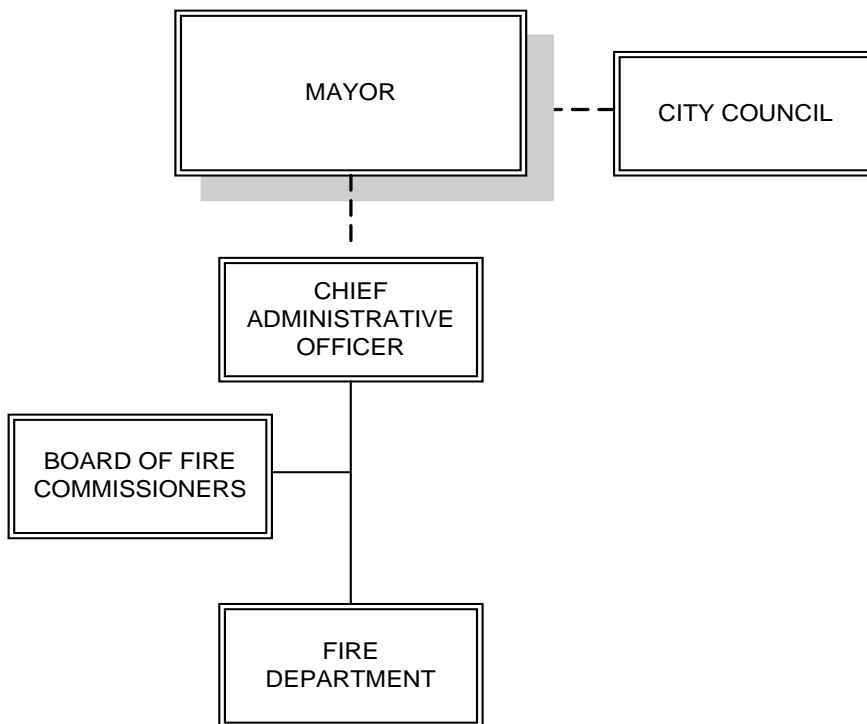 MAYOR
CITY COUNCIL
CHIEF
ADMINISTRATIVE
OFFICER
BOARD OF FIRE
COMMISSIONERS
FIRE
DEPARTMENT